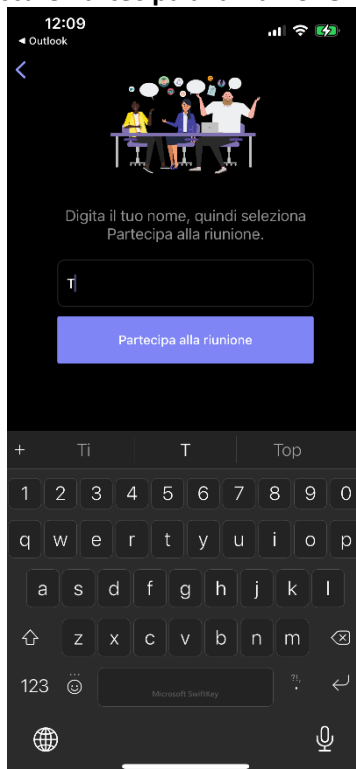 12:09
◀ Outlook
Digita il tuo nome, quindi seleziona
Partecipa alla riunione.
T
Partecipa alla riunione
+ Ti T Top
1 2 3 4 5 6 7 8 9 0
q w e r t y u i o p
a s d f g h j k l
z x c v b n m
123 Microsoft SwiftKey ?!,.